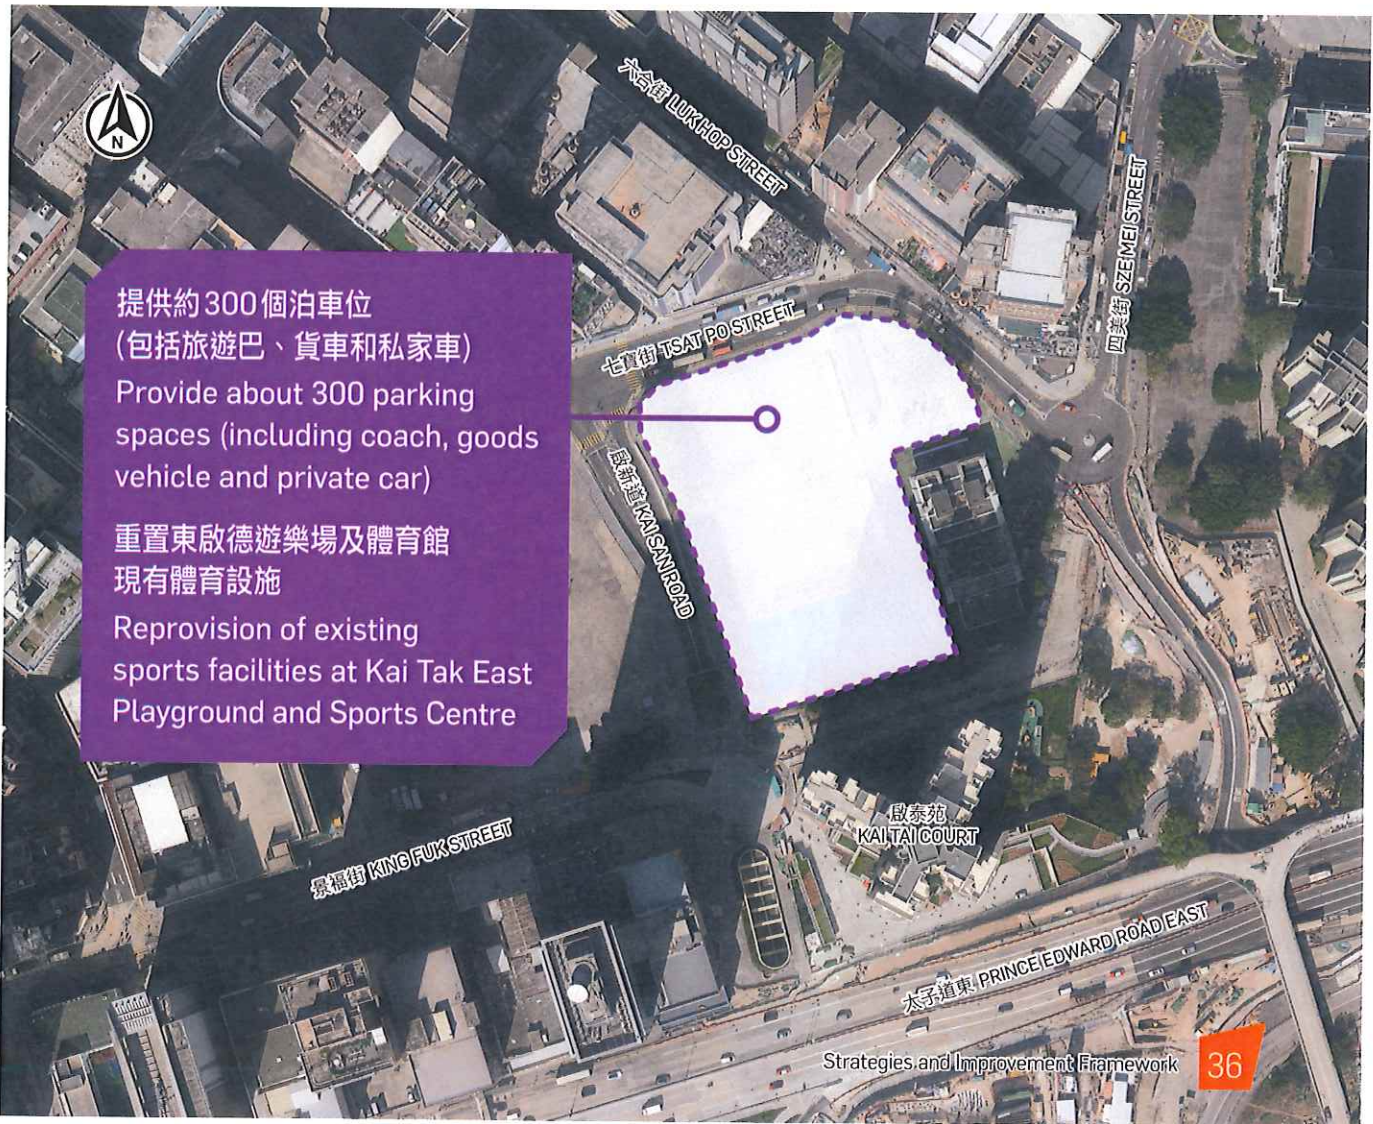 N
六合街 LUK HOP STREET
四美街 SZE MEI STREET
七寶街 TSAT PO STREET
提供約300個泊車位
(包括旅遊巴、貨車和私家車)
Provide about 300 parking
spaces (including coach, goods
vehicle and private car)
重置東啟德遊樂場及體育館
現有體育設施
Reprovision of existing
sports facilities at Kai Tak East
Playground and Sports Centre
啟新道 KAI SAN ROAD
啟泰苑
KAI TAI COURT
景福街 KING FUK STREET
太子道東 PRINCE EDWARD ROAD EAST
Strategies and Improvement Framework 36